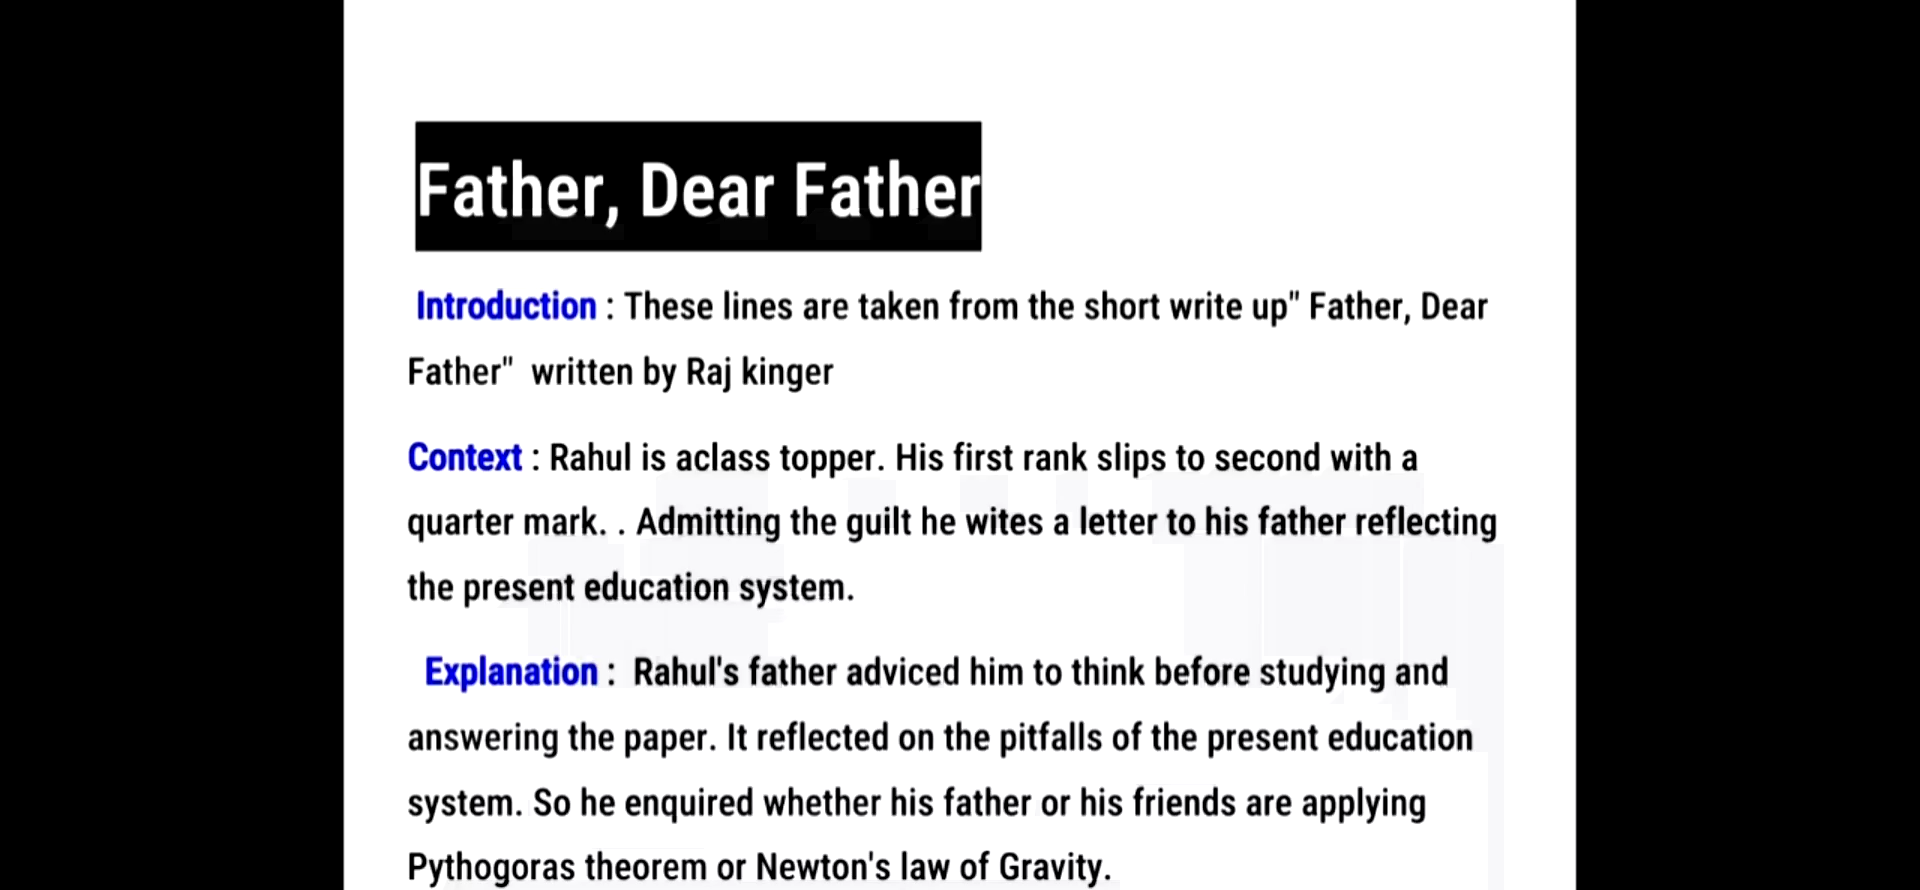 Father, Dear Father
Introduction : These lines are taken from the short write up" Father, Dear
Father"  written by Raj kinger
Context : Rahul is aclass topper. His first rank slips to second with a
quarter mark. . Admitting the guilt he wites a letter to his father reflecting
the present education system.
Explanation :  Rahul's father adviced him to think before studying and
answering the paper. It reflected on the pitfalls of the present education
system. So he enquired whether his father or his friends are applying
Pythogoras theorem or Newton's law of Gravity.